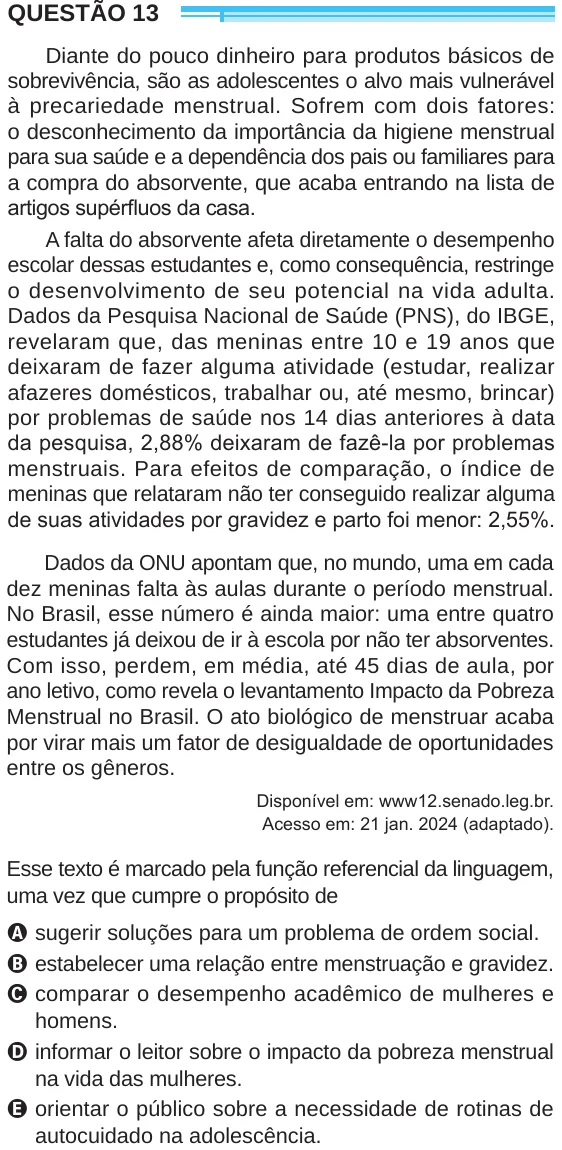 QUESTÃO 13
Diante do pouco dinheiro para produtos básicos de
sobrevivência, são as adolescentes o alvo mais vulnerável
à precariedade menstrual. Sofrem com dois fatores:
o desconhecimento da importância da higiene menstrual
para sua saúde e a dependência dos pais ou familiares para
a compra do absorvente, que acaba entrando na lista de
artigos supérfluos da casa.
A falta do absorvente afeta diretamente o desempenho
escolar dessas estudantes e, como consequência, restringe
o desenvolvimento de seu potencial na vida adulta.
Dados da Pesquisa Nacional de Saúde (PNS), do IBGE,
revelaram que, das meninas entre 10 e 19 anos que
deixaram de fazer alguma atividade (estudar, realizar
afazeres domésticos, trabalhar ou, até mesmo, brincar)
por problemas de saúde nos 14 dias anteriores à data
da pesquisa, 2,88% deixaram de fazê-la por problemas
menstruais. Para efeitos de comparação, o índice de
meninas que relataram não ter conseguido realizar alguma
de suas atividades por gravidez e parto foi menor: 2,55%.
Dados da ONU apontam que, no mundo, uma em cada
dez meninas falta às aulas durante o período menstrual.
No Brasil, esse número é ainda maior: uma entre quatro
estudantes já deixou de ir à escola por não ter absorventes.
Com isso, perdem, em média, até 45 dias de aula, por
ano letivo, como revela o levantamento Impacto da Pobreza
Menstrual no Brasil. O ato biológico de menstruar acaba
por virar mais um fator de desigualdade de oportunidades
entre os gêneros.
Disponível em: www12.senado.leg.br.
Acesso em: 21 jan. 2024 (adaptado).
Esse texto é marcado pela função referencial da linguagem,
uma vez que cumpre o propósito de
A sugerir soluções para um problema de ordem social.
B estabelecer uma relação entre menstruação e gravidez.
C comparar o desempenho acadêmico de mulheres e
homens.
D informar o leitor sobre o impacto da pobreza menstrual
na vida das mulheres.
E orientar o público sobre a necessidade de rotinas de
autocuidado na adolescência.